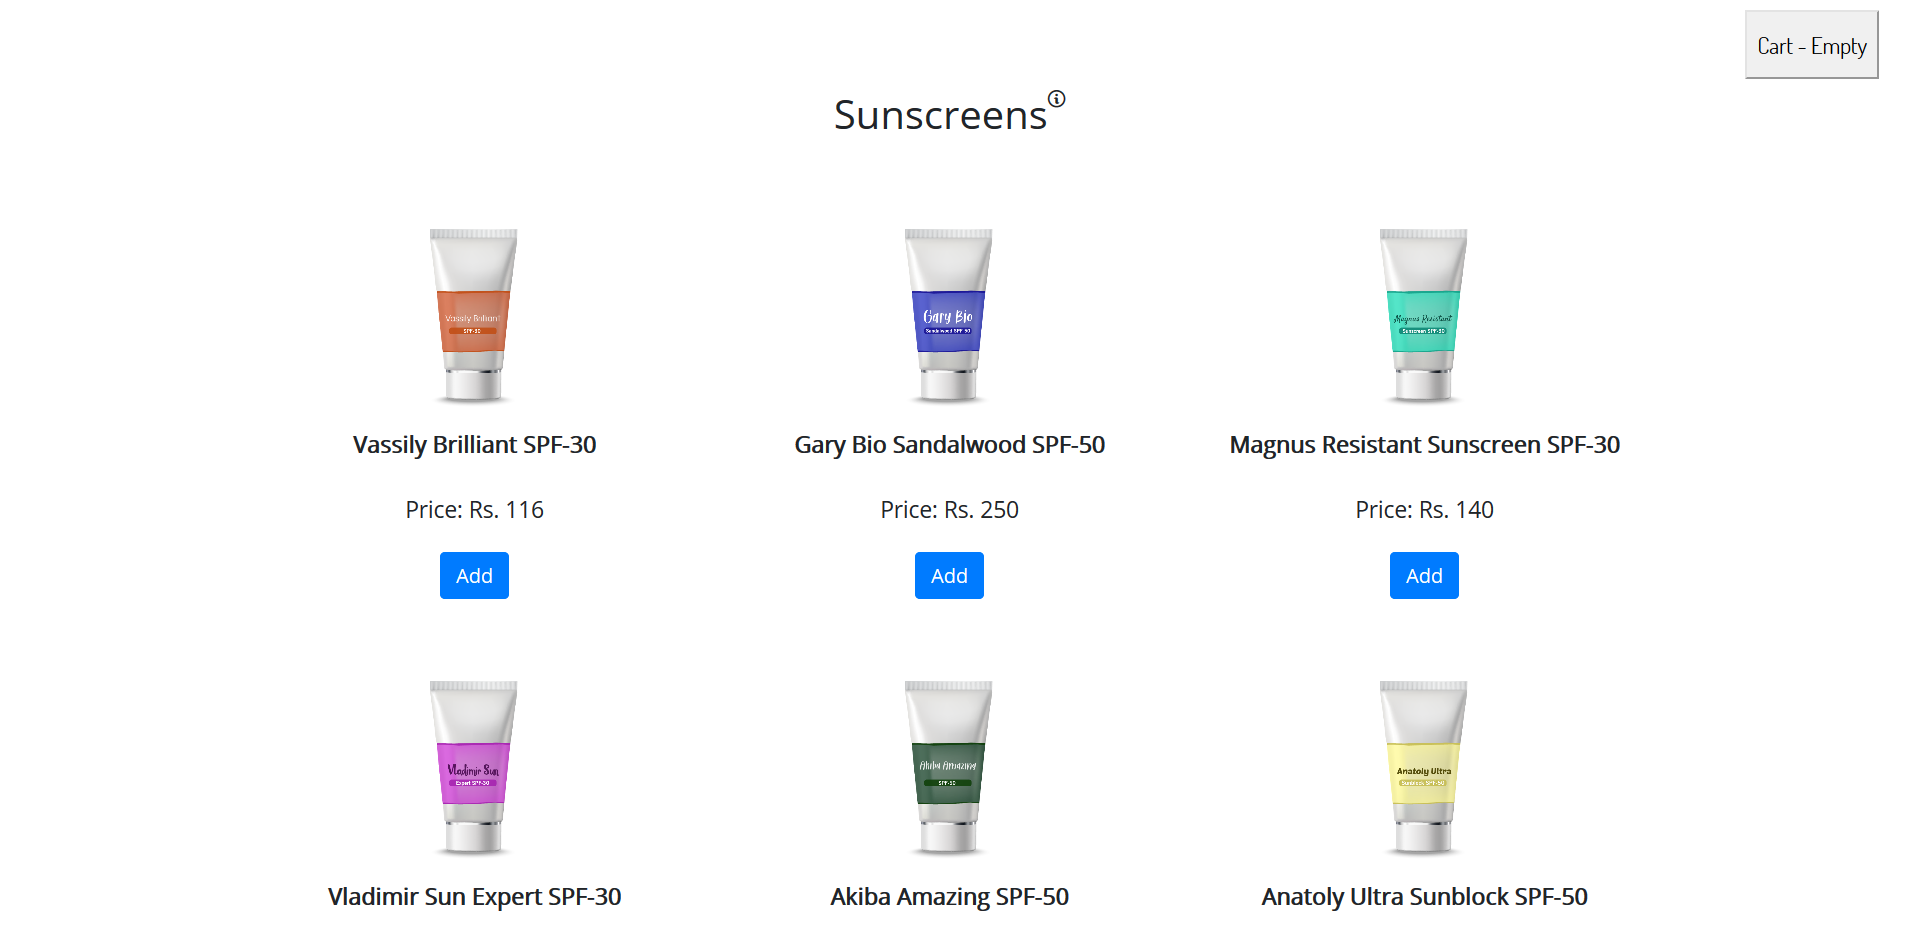 Cart - Empty
Sunscreens
Vassily Brilliant
SPF-30
Gary Bio
Sandalwood SPF-50
Magnus Resistant
Sunscreen SPF-30
Vassily Brilliant SPF-30
Gary Bio Sandalwood SPF-50
Magnus Resistant Sunscreen SPF-30
Price: Rs. 116
Price: Rs. 250
Price: Rs. 140
Add
Add
Add
Vladimir Sun
Expert SPF-30
Akiba Amazing
SPF-50
Anatoly Ultra
Sunblock SPF-50
Vladimir Sun Expert SPF-30
Akiba Amazing SPF-50
Anatoly Ultra Sunblock SPF-50